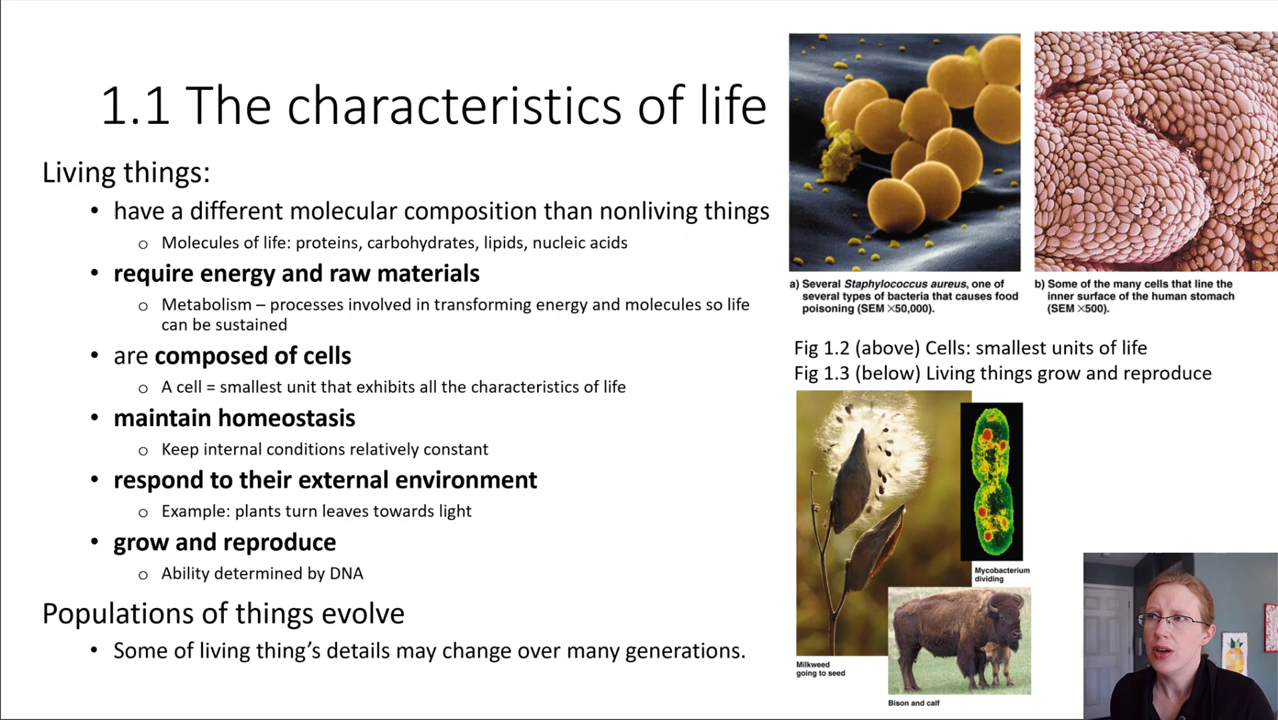 1.1 The characteristics of life
Living things:
• have a different molecular composition than nonliving things
o Molecules of life: proteins, carbohydrates, lipids, nucleic acids
• require energy and raw materials
o Metabolism – processes involved in transforming energy and molecules so life
can be sustained
• are composed of cells
o A cell = smallest unit that exhibits all the characteristics of life
• maintain homeostasis
o Keep internal conditions relatively constant
• respond to their external environment
o Example: plants turn leaves towards light
• grow and reproduce
o Ability determined by DNA
Populations of things evolve
• Some of living thing’s details may change over many generations.
a) Several Staphylococcus aureus, one of
several types of bacteria that causes food
poisoning (SEM ×50,000).
b) Some of the many cells that line the
inner surface of the human stomach
(SEM ×500).
Fig 1.2 (above) Cells: smallest units of life
Fig 1.3 (below) Living things grow and reproduce
Mycobacterium
dividing
Milkweed
going to seed
Bison and calf